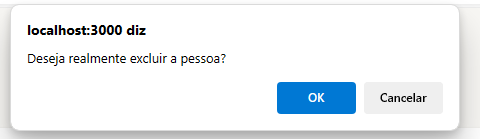 localhost:3000 diz
Deseja realmente excluir a pessoa?
OK
Cancelar